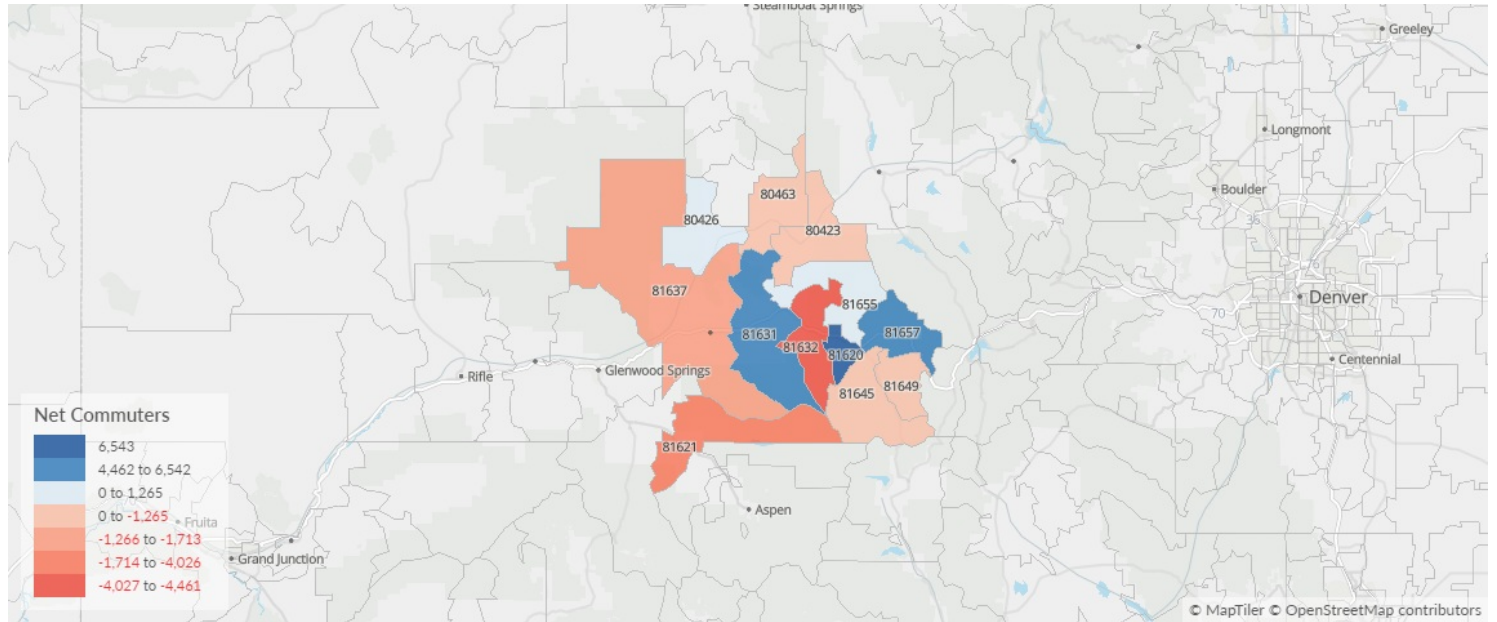 Steamboat Springs
Greeley
Longmont
Boulder
80463
80426
36
80423
81637
81655
Denver
70
81657
81631
81632
81620
Centennial
Glenwood Springs
Rifle
81649
81645
Net Commuters
6,543
81621
4,462 to 6,542
0 to 1,265
Aspen
0 to -1,265
Fruita
-1,266 to -1,713
Grand Junction
-1,714 to -4,026
-4,027 to -4,461
© MapTiler © OpenStreetMap contributors